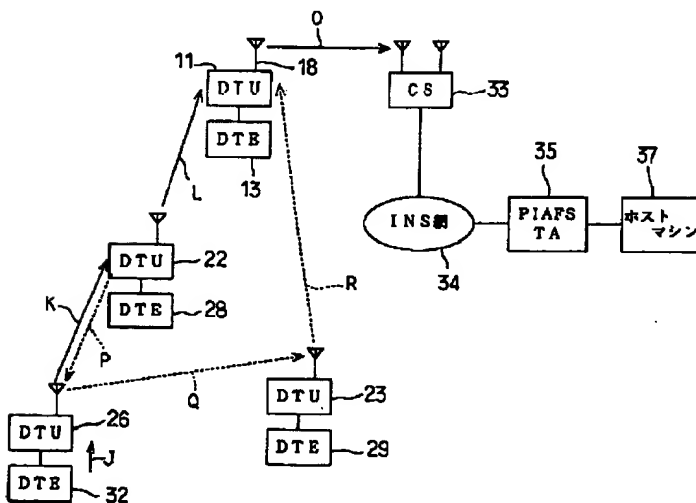 O
11
18
DTU
CS
33
DTE
13
L
35
37
INS網
PIAFS
TA
ホスト
マシン
34
DTU
22
K
R
DTE
28
P
Q
DTU
26
DTU
23
J
DTE
29
DTE
32